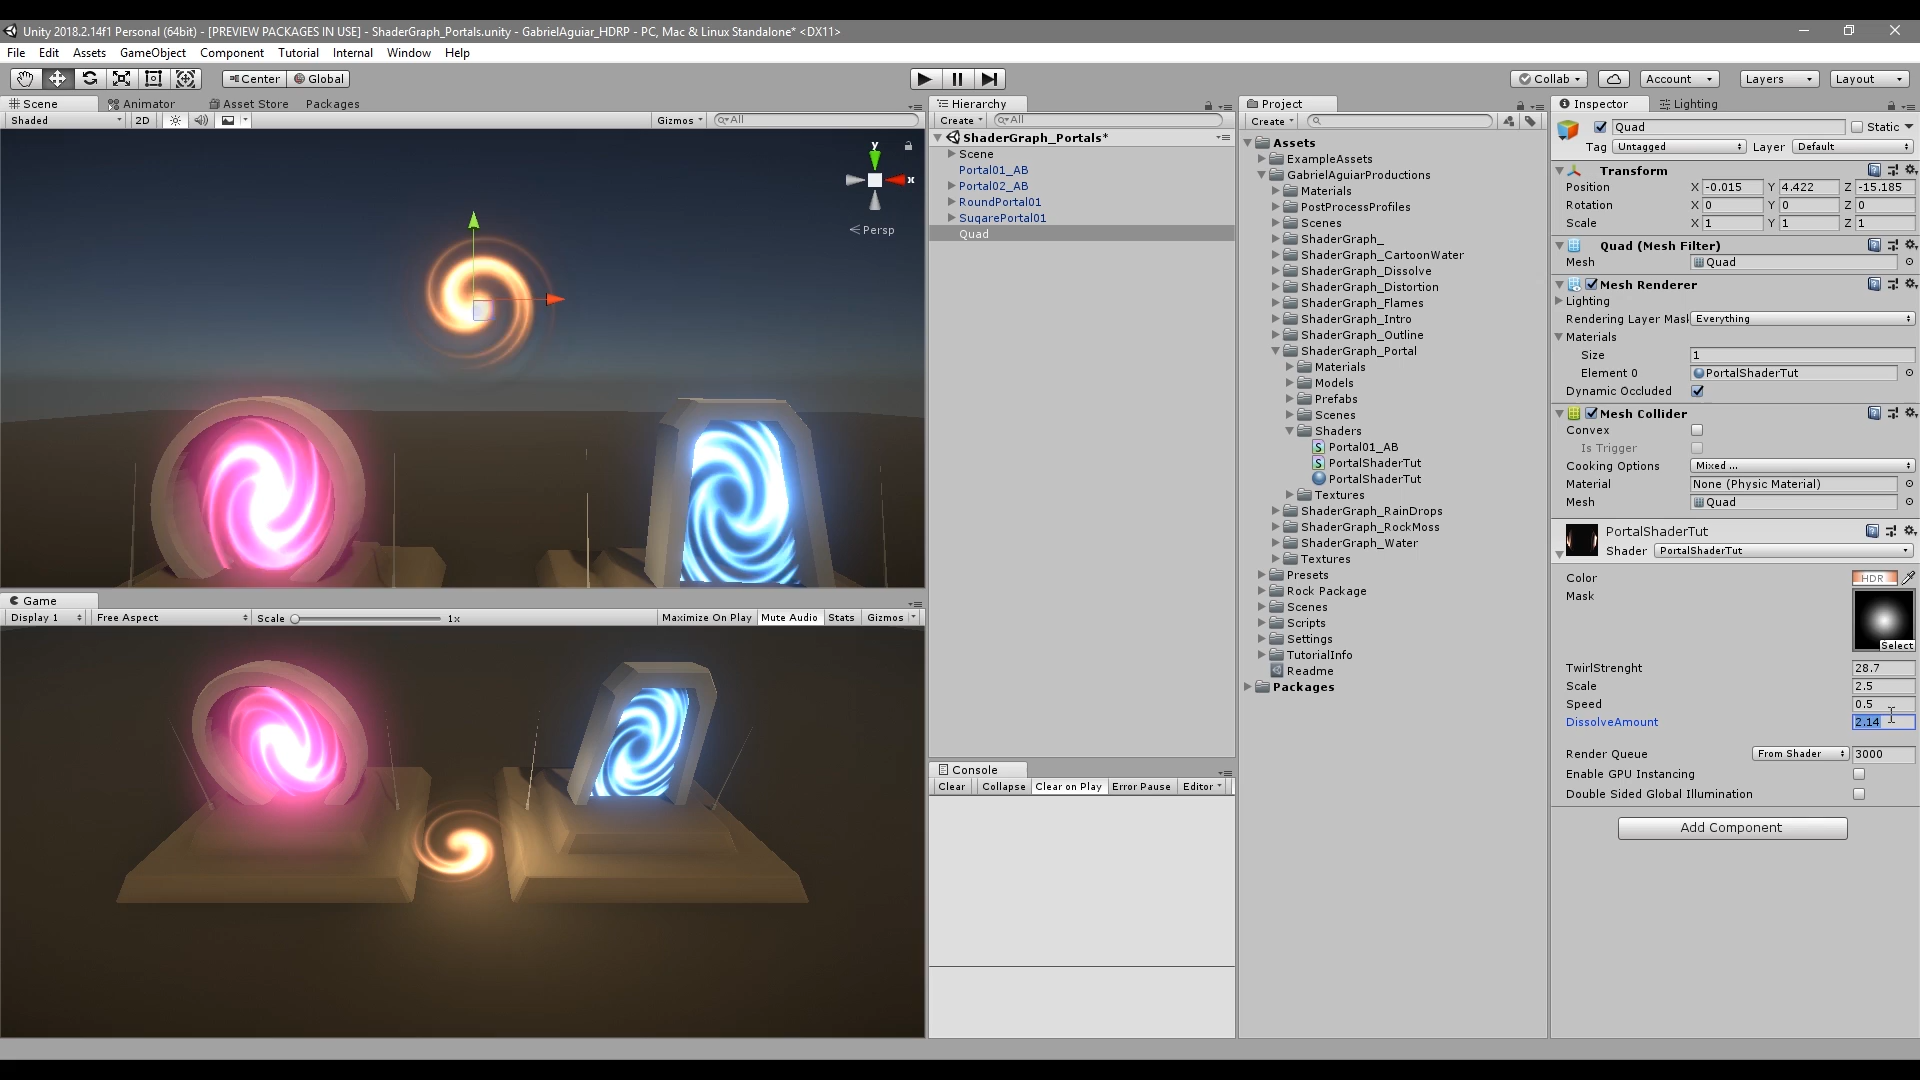 Unity 2018.2.14f1 Personal (64bit) - [PREVIEW PACKAGES IN USE] - ShaderGraph_Portals.unity - GabrielAguiar_HDRP - PC, Mac & Linux Standalone* <DX11>
File Edit Assets GameObject Component Tutorial Internal Window Help
Center Global
Collab Account Layers Layout
Scene Animator Asset Store Packages
Shaded 2D Gizmos All
y
x
Persp
Game
Display 1 Free Aspect Scale 1x Maximize On Play Mute Audio Stats Gizmos
Hierarchy
Create All
ShaderGraph_Portals*
Scene
Portal01_AB
Portal02_AB
RoundPortal01
SuqarePortal01
Quad
Console
Clear Collapse Clear on Play Error Pause Editor
Project
Create
Assets
ExampleAssets
GabrielAguiarProductions
Materials
PostProcessProfiles
Scenes
ShaderGraph_
ShaderGraph_CartoonWater
ShaderGraph_Dissolve
ShaderGraph_Distortion
ShaderGraph_Flames
ShaderGraph_Intro
ShaderGraph_Outline
ShaderGraph_Portal
Materials
Models
Prefabs
Scenes
Shaders
Portal01_AB
PortalShaderTut
PortalShaderTut
Textures
ShaderGraph_RainDrops
ShaderGraph_RockMoss
ShaderGraph_Water
Textures
Presets
Rock Package
Scenes
Scripts
Settings
TutorialInfo
Readme
Packages
Inspector Lighting
Quad Static
Tag Untagged Layer Default
Transform
Position X -0.015 Y 4.422 Z -15.185
Rotation X 0 Y 0 Z 0
Scale X 1 Y 1 Z 1
Quad (Mesh Filter)
Mesh Quad
Mesh Renderer
Lighting
Rendering Layer Mask Everything
Materials
Size 1
Element 0 PortalShaderTut
Dynamic Occluded
Mesh Collider
Convex
Is Trigger
Cooking Options Mixed ...
Material None (Physic Material)
Mesh Quad
PortalShaderTut
Shader PortalShaderTut
Color HDR
Mask
Select
TwirlStrenght 28.7
Scale 2.5
Speed 0.5
DissolveAmount 2.14
Render Queue From Shader 3000
Enable GPU Instancing
Double Sided Global Illumination
Add Component